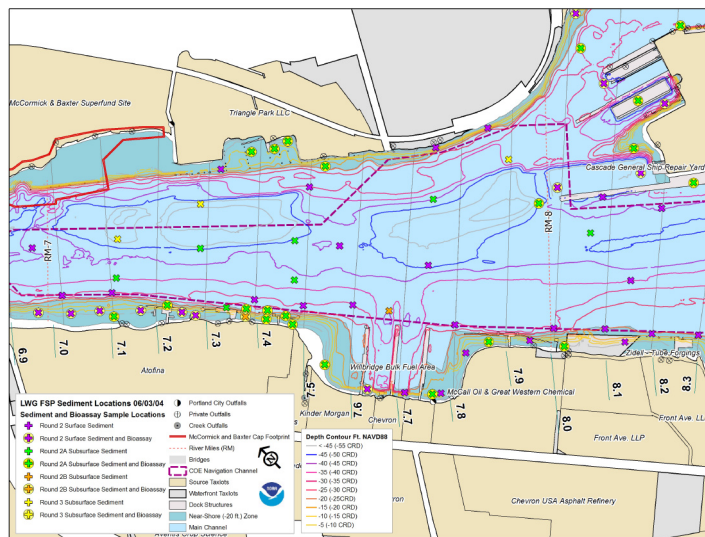 McCormick & Baxter Superfund Site
Triangle Park LLC
Cascade General Ship Repair Yard
RM-7
RM-8
6.9
7.0
7.1
7.2
7.3
7.4
7.5
7.6
7.7
7.8
7.9
8.0
8.1
8.2
8.3
Atofina
Willbridge Bulk Fuel Area
Kinder Morgan
Chevron
McCall Oil & Great Western Chemical
Zidell - Tube Forgings
Front Ave. LLP
Front Ave. LLP
Chevron USA Asphalt Refinery
LWG FSP Sediment Locations 06/03/04
Sediment and Bioassay Sample Locations
Round 2 Surface Sediment
Round 2 Surface Sediment and Bioassay
Round 2A Subsurface Sediment
Round 2A Subsurface Sediment and Bioassay
Round 2B Subsurface Sediment
Round 2B Subsurface Sediment and Bioassay
Round 3 Subsurface Sediment
Round 3 Subsurface Sediment and Bioassay
Portland City Outfalls
Private Outfalls
Creek Outfalls
McCormick and Baxter Cap Footprint
River Miles (RM)
Bridges
COE Navigation Channel
Source Taxlots
Waterfront Taxlots
Dock Structures
Near-Shore (-20 ft.) Zone
Main Channel
NOAA
Depth Contour Ft. NAVD88
< -45 (-55 CRD)
-45 (-50 CRD)
-40 (-45 CRD)
-35 (-40 CRD)
-30 (-35 CRD)
-25 (-30 CRD)
-20 (-25CRD)
-15 (-20 CRD)
-10 (-15 CRD)
-5 (-10 CRD)